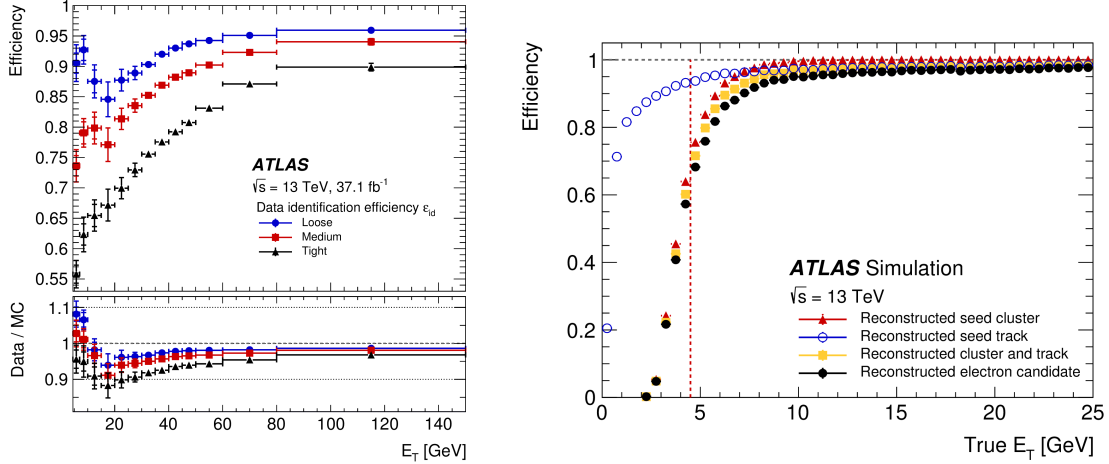 Efficiency
1
0.95
0.9
0.85
0.8
0.75
0.7
0.65
0.6
0.55
ATLAS
√s = 13 TeV, 37.1 fb⁻¹
Data identification efficiency ε_id
Loose
Medium
Tight
Data / MC
1.1
1
0.9
20 40 60 80 100 120 140
E_T [GeV]
Efficiency
1
0.8
0.6
0.4
0.2
0
ATLAS Simulation
√s = 13 TeV
Reconstructed seed cluster
Reconstructed seed track
Reconstructed cluster and track
Reconstructed electron candidate
0 5 10 15 20 25
True E_T [GeV]